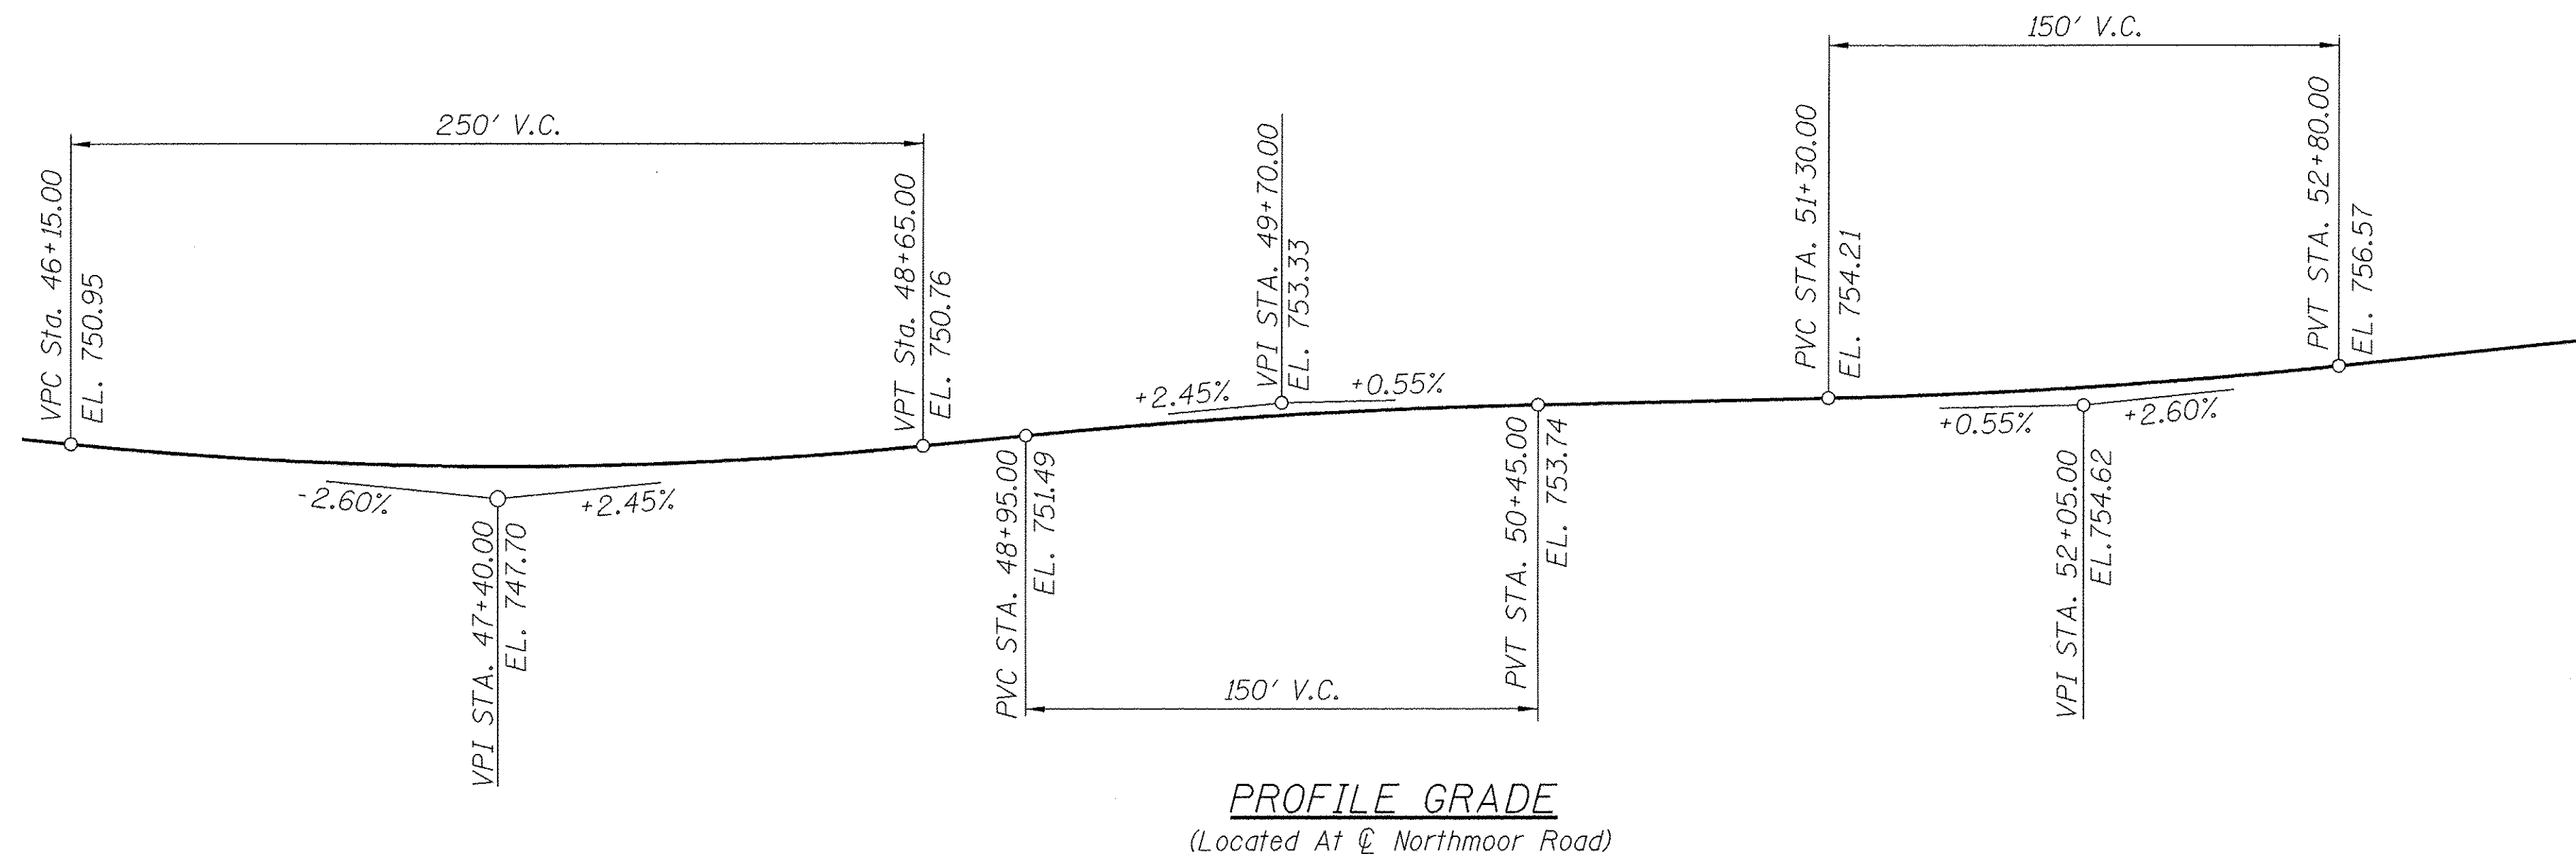 250' V.C.
VPC Sta. 46+15.00
EL. 750.95
VPT Sta. 48+65.00
EL. 750.76
-2.60%
+2.45%
VPI STA. 47+40.00
EL. 747.70
VPI STA. 49+70.00
EL. 753.33
+2.45%
+0.55%
PVC STA. 48+95.00
EL. 751.49
PVT STA. 50+45.00
EL. 753.74
150' V.C.
150' V.C.
PVC STA. 51+30.00
EL. 754.21
PVT STA. 52+80.00
EL. 756.57
+0.55%
+2.60%
VPI STA. 52+05.00
EL.754.62
PROFILE GRADE
(Located At ℄ Northmoor Road)